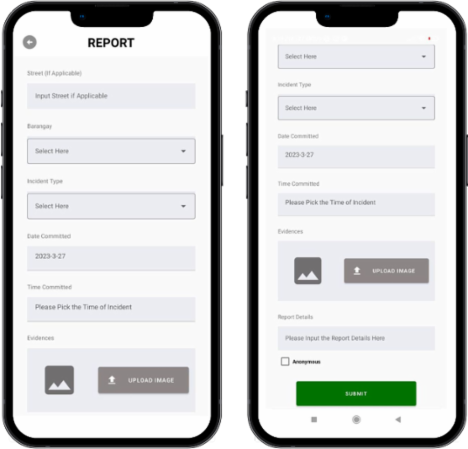 REPORT
Street (If Applicable)
Input Street if Applicable
Barangay
Select Here
Incident Type
Select Here
Date Committed
2023-3-27
Time Committed
Please Pick the Time of Incident
Evidences
UPLOAD IMAGE
Select Here
Incident Type
Select Here
Date Committed
2023-3-27
Time Committed
Please Pick the Time of Incident
Evidences
UPLOAD IMAGE
Report Details
Please Input the Report Details Here
Anonymous
SUBMIT